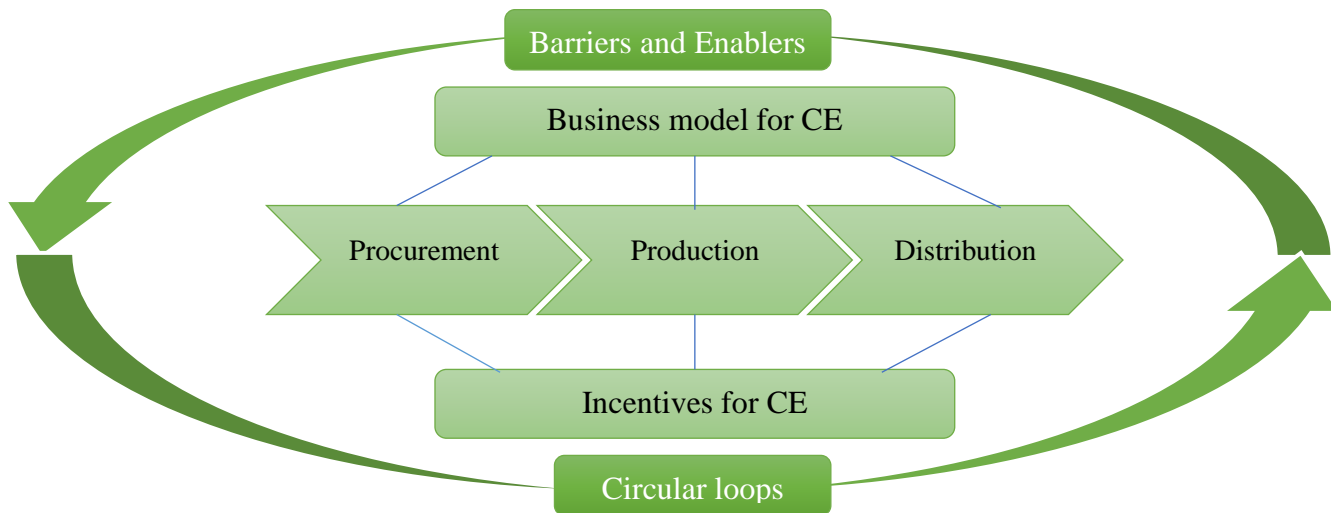 Barriers and Enablers
Business model for CE
Procurement
Production
Distribution
Incentives for CE
Circular loops